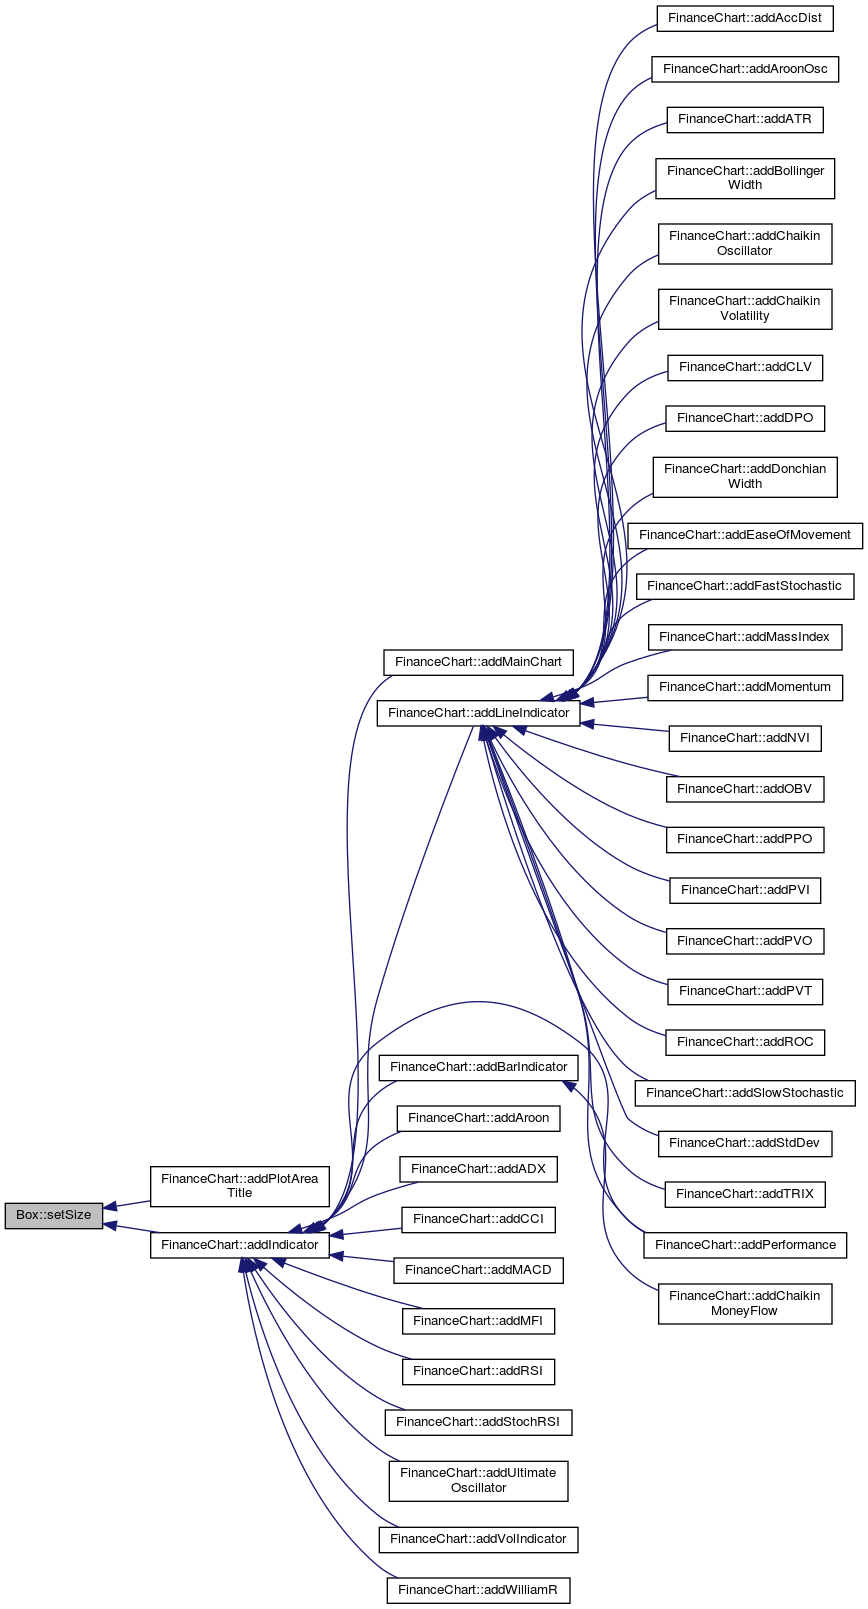 FinanceChart::addAccDist
FinanceChart::addAroonOsc
FinanceChart::addATR
FinanceChart::addBollinger
Width
FinanceChart::addChaikin
Oscillator
FinanceChart::addChaikin
Volatility
FinanceChart::addCLV
FinanceChart::addDPO
FinanceChart::addDonchian
Width
FinanceChart::addEaseOfMovement
FinanceChart::addFastStochastic
FinanceChart::addMassIndex
FinanceChart::addMainChart
FinanceChart::addMomentum
FinanceChart::addLineIndicator
FinanceChart::addNVI
FinanceChart::addOBV
FinanceChart::addPPO
FinanceChart::addPVI
FinanceChart::addPVO
FinanceChart::addPVT
FinanceChart::addROC
FinanceChart::addBarIndicator
FinanceChart::addSlowStochastic
FinanceChart::addAroon
FinanceChart::addStdDev
FinanceChart::addADX
FinanceChart::addPlotArea
Title
FinanceChart::addTRIX
Box::setSize
FinanceChart::addCCI
FinanceChart::addIndicator
FinanceChart::addPerformance
FinanceChart::addMACD
FinanceChart::addChaikin
MoneyFlow
FinanceChart::addMFI
FinanceChart::addRSI
FinanceChart::addStochRSI
FinanceChart::addUltimate
Oscillator
FinanceChart::addVolIndicator
FinanceChart::addWilliamR